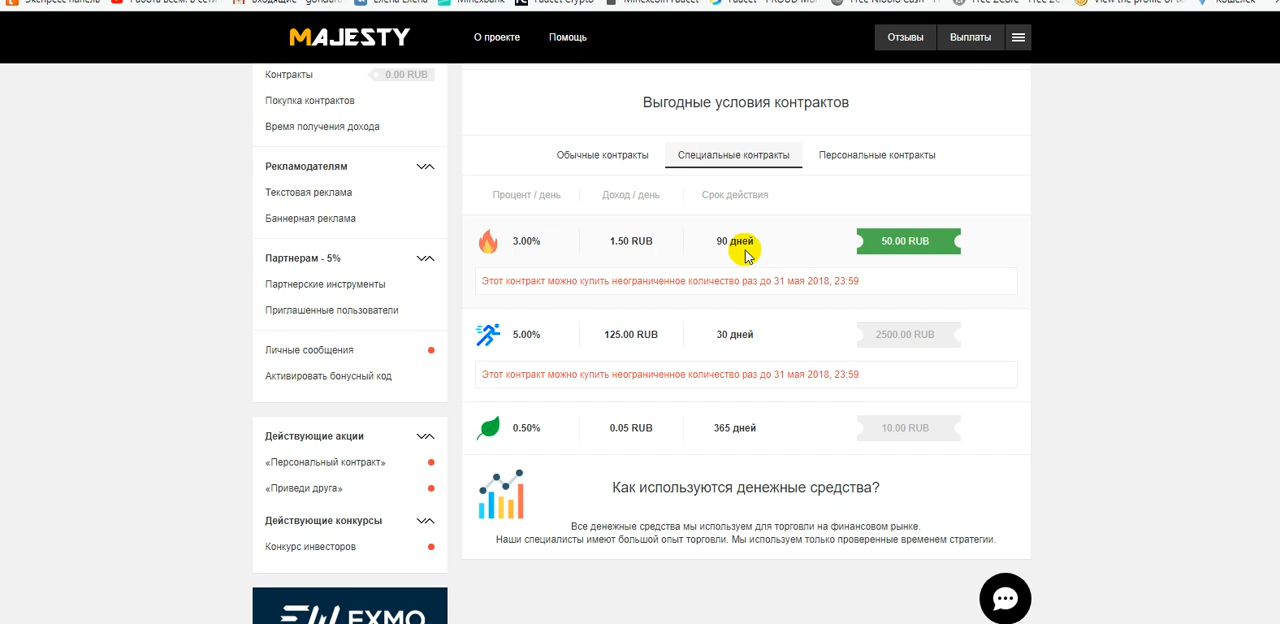 MAJESTY
О проекте
Помощь
Отзывы
Выплаты
Контракты
0.00 RUB
Покупка контрактов
Время получения дохода
Рекламодателям
Текстовая реклама
Баннерная реклама
Партнерам - 5%
Партнерские инструменты
Приглашенные пользователи
Личные сообщения
Активировать бонусный код
Действующие акции
«Персональный контракт»
«Приведи друга»
Действующие конкурсы
Конкурс инвесторов
EXMO
Выгодные условия контрактов
Обычные контракты
Специальные контракты
Персональные контракты
Процент / день
Доход / день
Срок действия
3.00%
1.50 RUB
90 дней
50.00 RUB
Этот контракт можно купить неограниченное количество раз до 31 мая 2018, 23:59
5.00%
125.00 RUB
30 дней
2500.00 RUB
Этот контракт можно купить неограниченное количество раз до 31 мая 2018, 23:59
0.50%
0.05 RUB
365 дней
10.00 RUB
Как используются денежные средства?
Все денежные средства мы используем для торговли на финансовом рынке.
Наши специалисты имеют большой опыт торговли. Мы используем только проверенные временем стратегии.